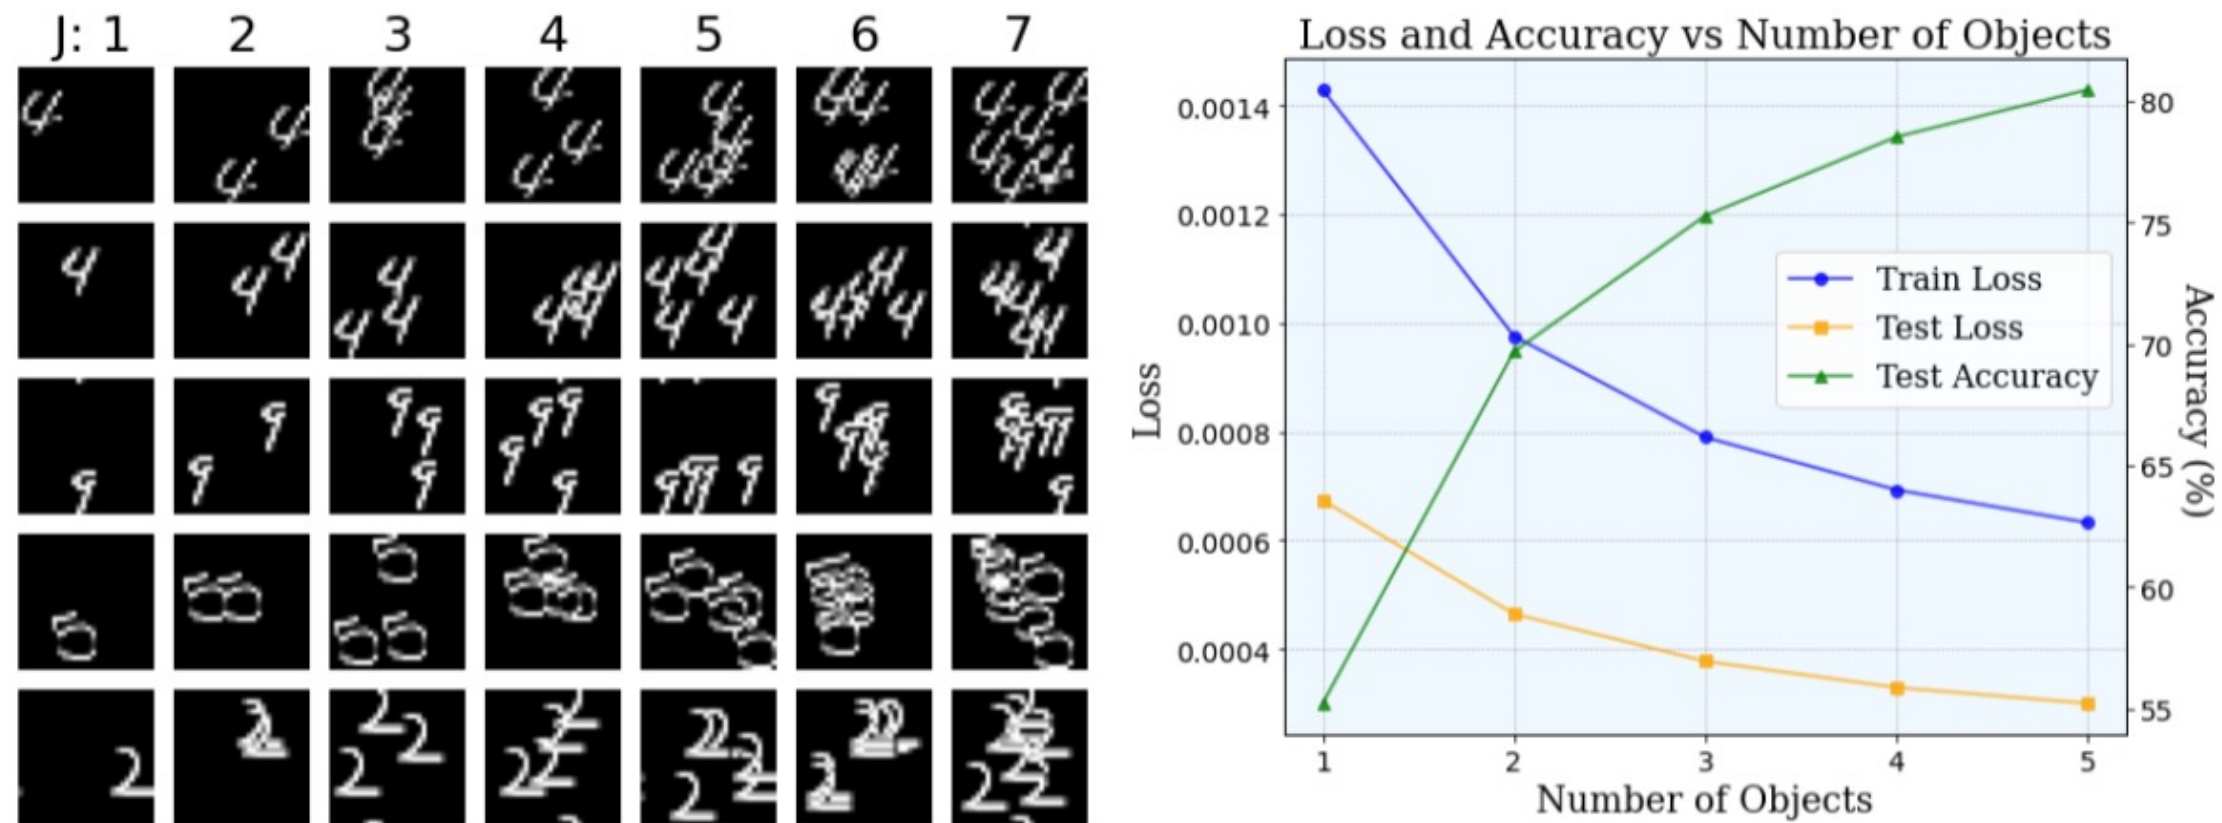 J: 1 2 3 4 5 6 7
Loss and Accuracy vs Number of Objects
0.0014
0.0012
0.0010
0.0008
0.0006
0.0004
Loss
80
75
70
65
60
55
Accuracy (%)
Train Loss
Test Loss
Test Accuracy
1 2 3 4 5
Number of Objects